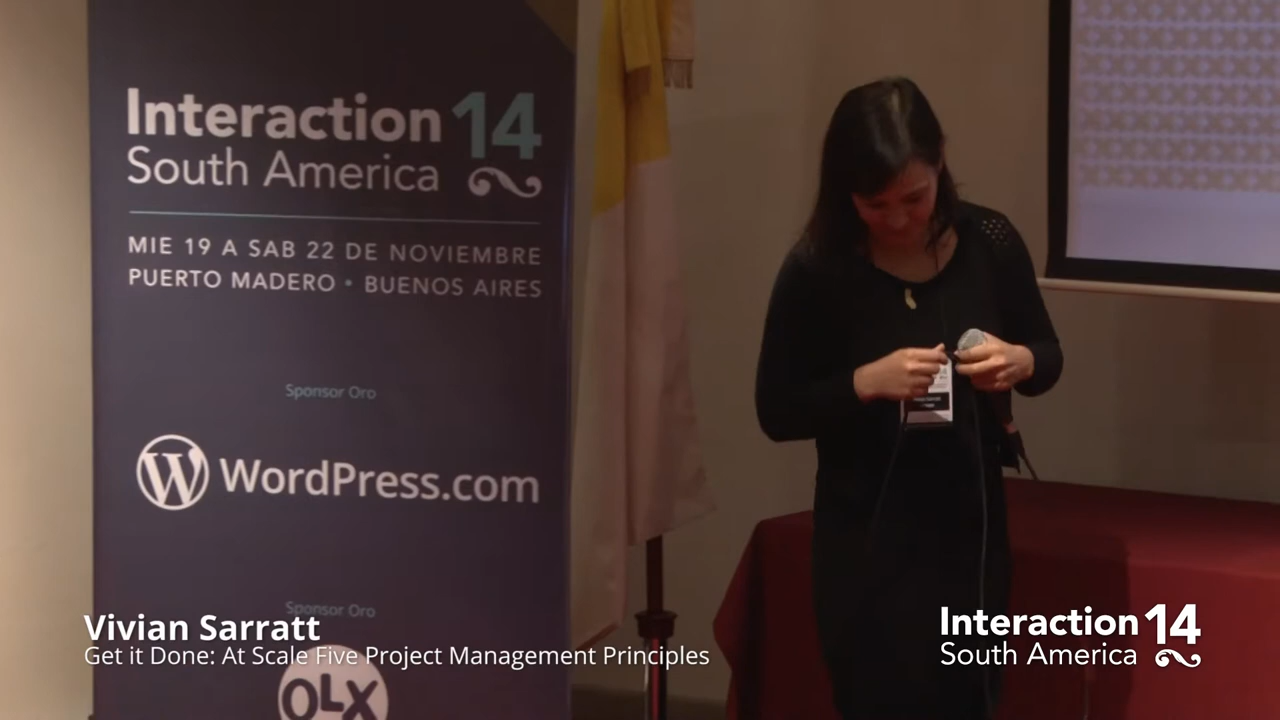 Interaction 14
South America
MIE 19 A SAB 22 DE NOVIEMBRE
PUERTO MADERO • BUENOS AIRES
Sponsor Oro
WordPress.com
Sponsor Oro
OLX
Vivian Sarratt
Get it Done: At Scale Five Project Management Principles
Interaction 14
South America